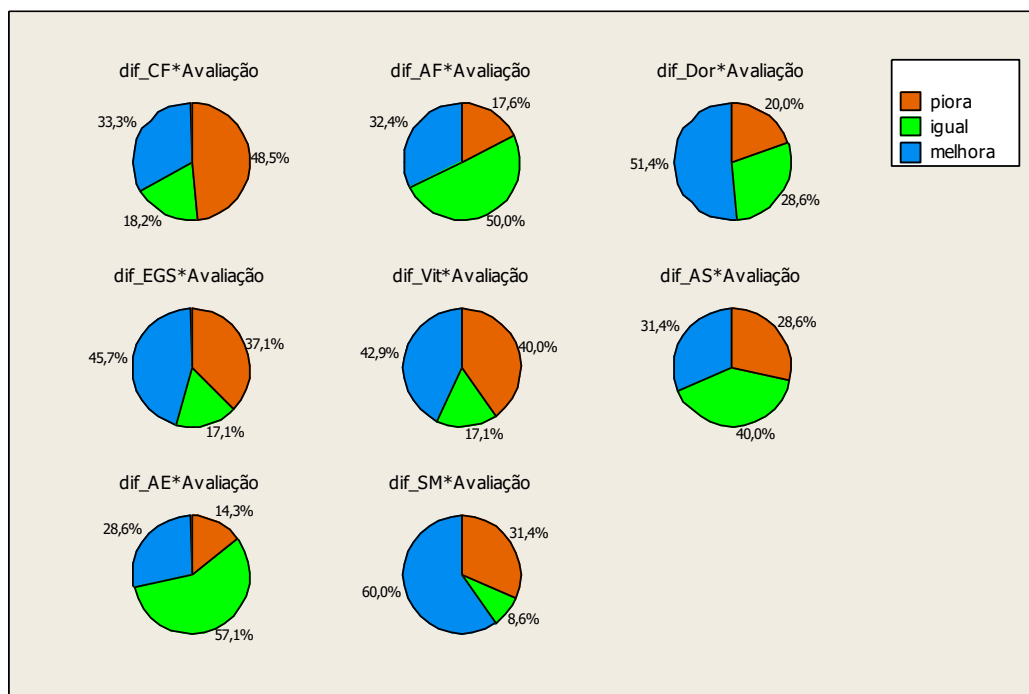 dif_CF*Avaliação
33,3%
48,5%
18,2%
dif_AF*Avaliação
17,6%
32,4%
50,0%
dif_Dor*Avaliação
20,0%
51,4%
28,6%
piora
igual
melhora
dif_EGS*Avaliação
45,7%
37,1%
17,1%
dif_Vit*Avaliação
42,9%
40,0%
17,1%
dif_AS*Avaliação
31,4%
28,6%
40,0%
dif_AE*Avaliação
14,3%
28,6%
57,1%
dif_SM*Avaliação
31,4%
60,0%
8,6%